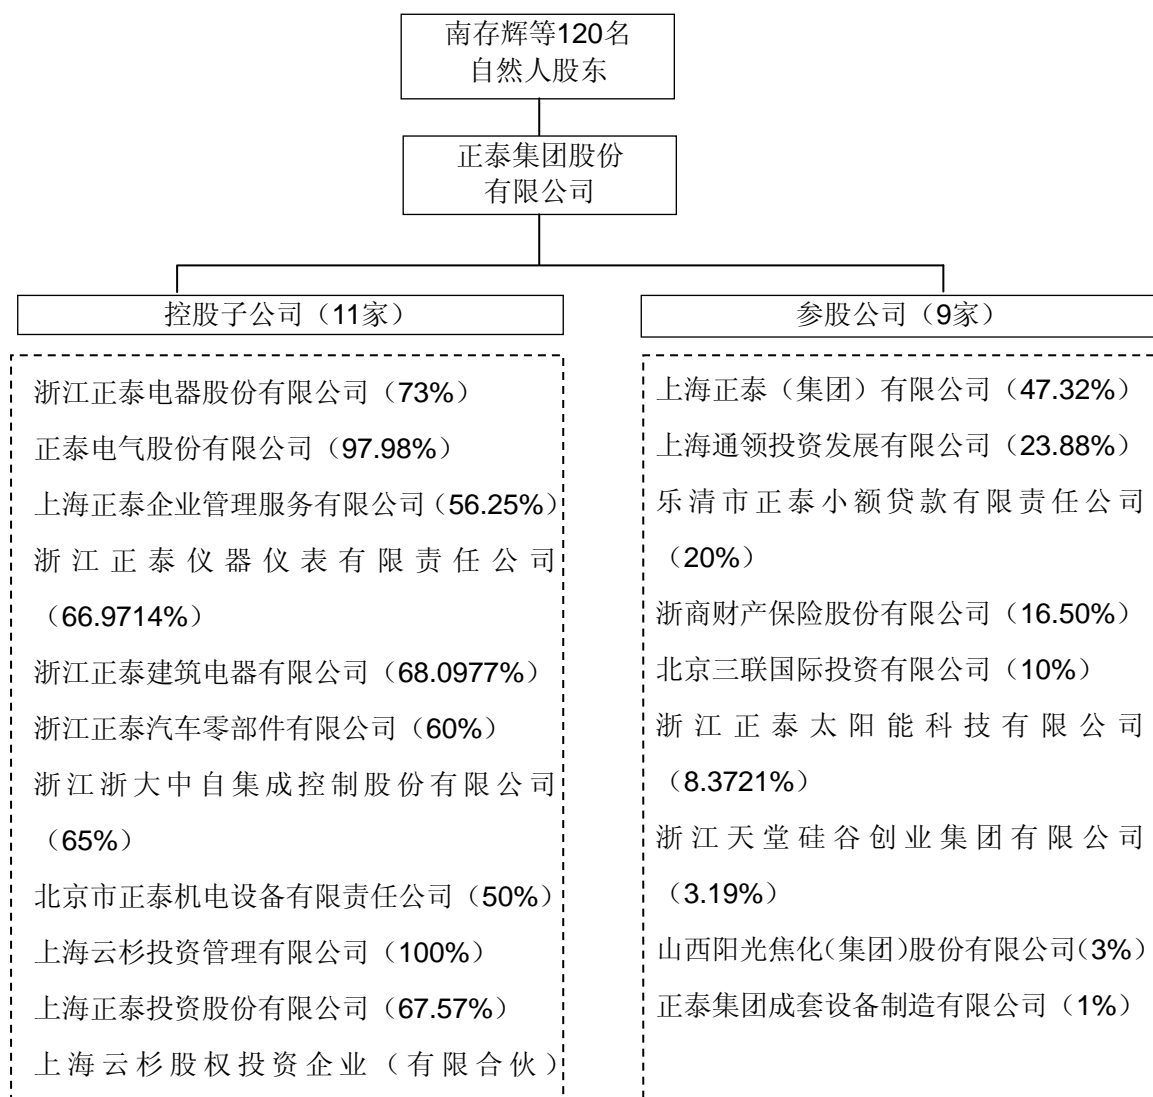 南存辉等120名
自然人股东
正泰集团股份
有限公司
控股子公司（11家）
浙江正泰电器股份有限公司（73%）
正泰电气股份有限公司（97.98%）
上海正泰企业管理服务有限公司（56.25%）
浙江正泰仪器仪表有限责任公司
（66.9714%）
浙江正泰建筑电器有限公司（68.0977%）
浙江正泰汽车零部件有限公司（60%）
浙江浙大中自集成控制股份有限公司
（65%）
北京市正泰机电设备有限责任公司（50%）
上海云杉投资管理有限公司（100%）
上海正泰投资股份有限公司（67.57%）
上海云杉股权投资企业（有限合伙）
参股公司（9家）
上海正泰（集团）有限公司（47.32%）
上海通领投资发展有限公司（23.88%）
乐清市正泰小额贷款有限责任公司
（20%）
浙商财产保险股份有限公司（16.50%）
北京三联国际投资有限公司（10%）
浙江正泰太阳能科技有限公司
（8.3721%）
浙江天堂硅谷创业集团有限公司
（3.19%）
山西阳光焦化(集团)股份有限公司(3%）
正泰集团成套设备制造有限公司（1%）